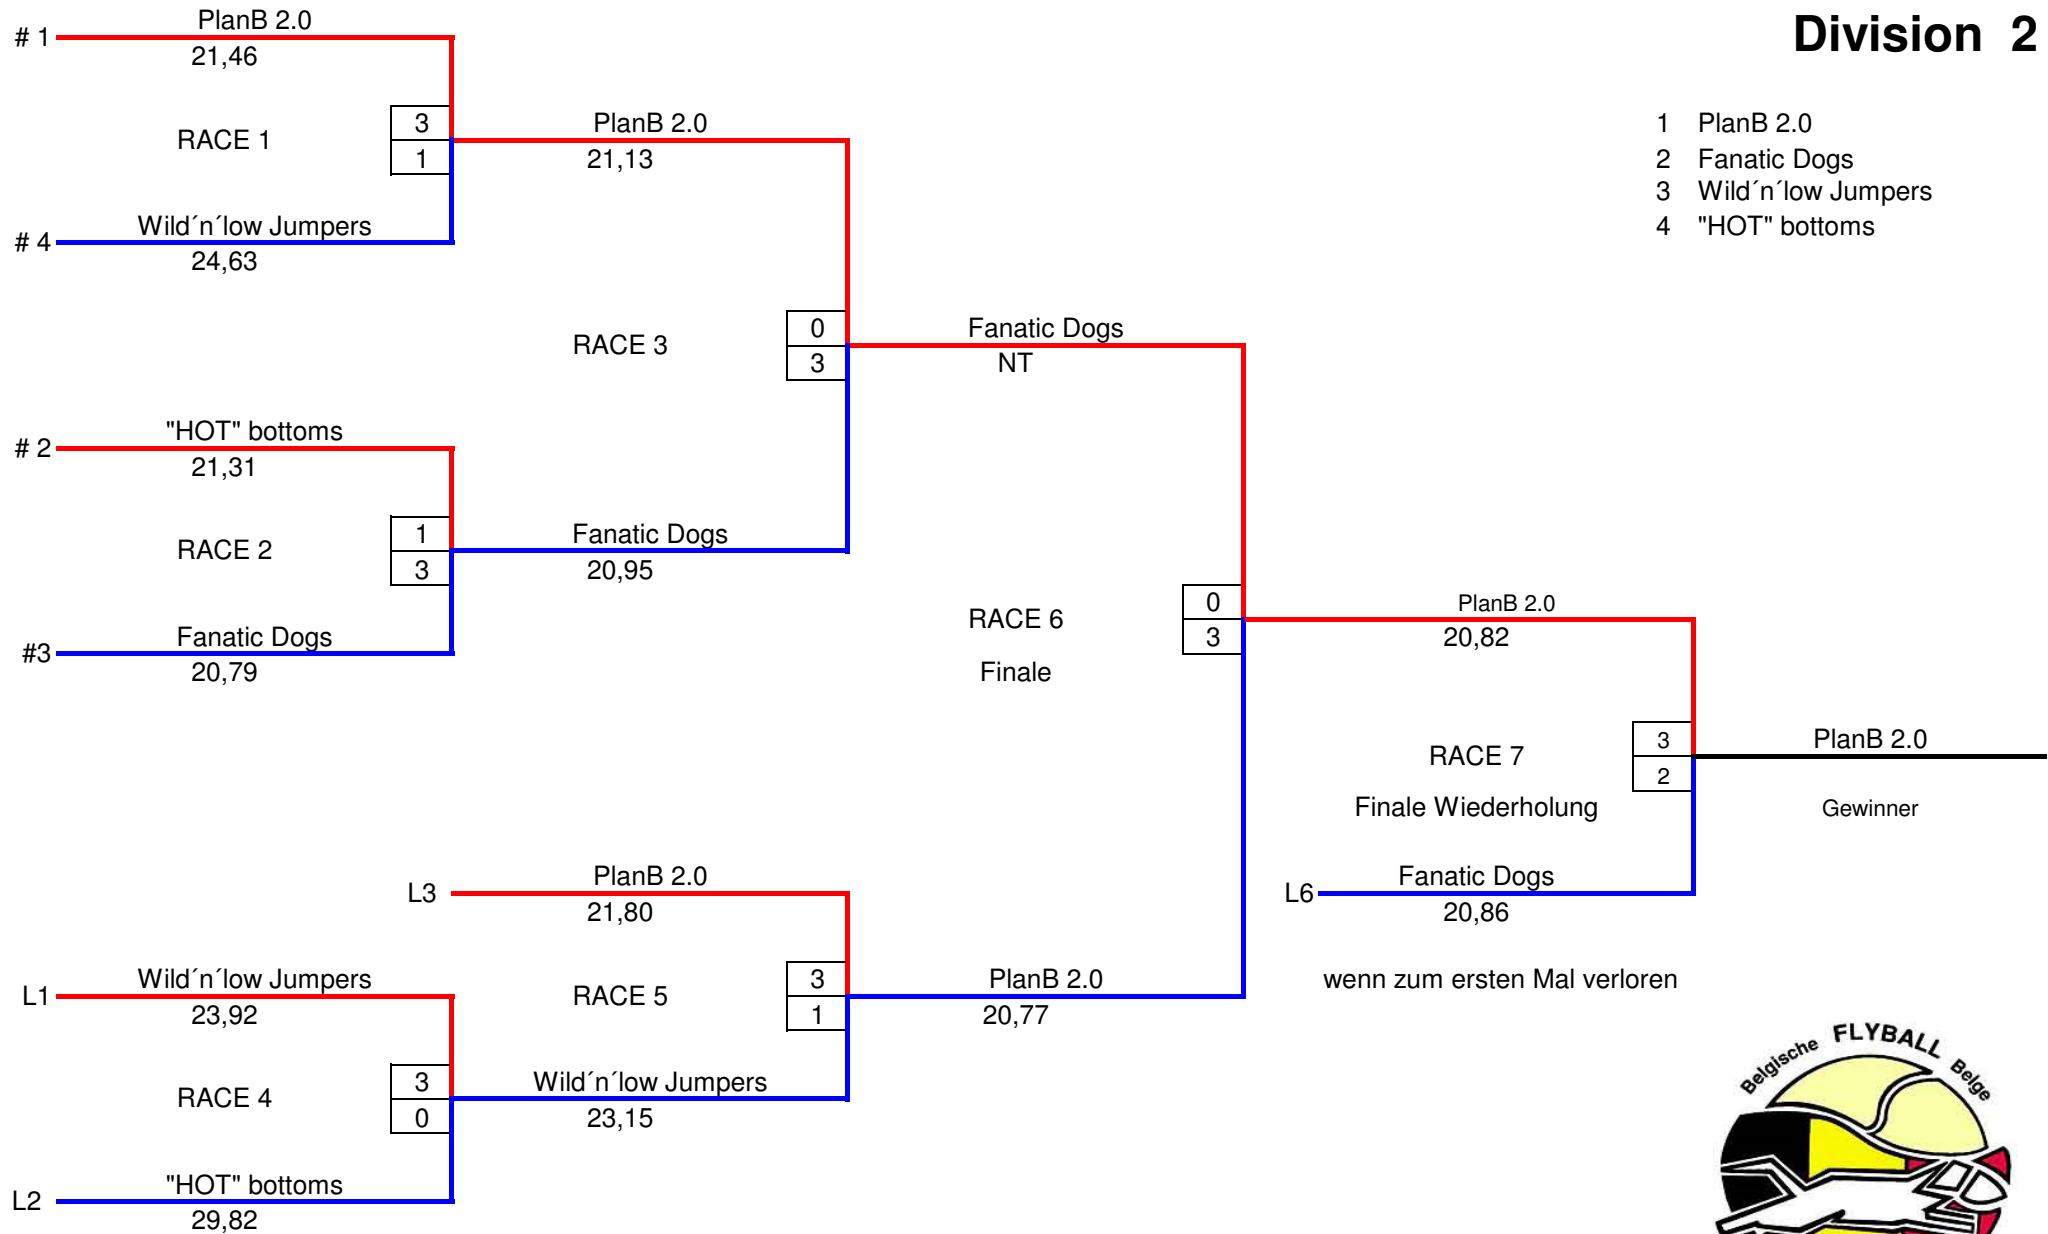 Division 2
# 1
PlanB 2.0
21,46
RACE 1
3
1
# 4
Wild´n´low Jumpers
24,63
PlanB 2.0
21,13
1 PlanB 2.0
2 Fanatic Dogs
3 Wild´n´low Jumpers
4 "HOT" bottoms
RACE 3
0
3
Fanatic Dogs
NT
# 2
"HOT" bottoms
21,31
RACE 2
1
3
Fanatic Dogs
20,95
#3
Fanatic Dogs
20,79
RACE 6
Finale
0
3
PlanB 2.0
20,82
RACE 7
Finale Wiederholung
3
2
PlanB 2.0
Gewinner
L3
PlanB 2.0
21,80
L6
Fanatic Dogs
20,86
wenn zum ersten Mal verloren
L1
Wild´n´low Jumpers
23,92
RACE 5
3
1
PlanB 2.0
20,77
RACE 4
3
0
Wild´n´low Jumpers
23,15
L2
"HOT" bottoms
29,82
Belgische FLYBALL Belge